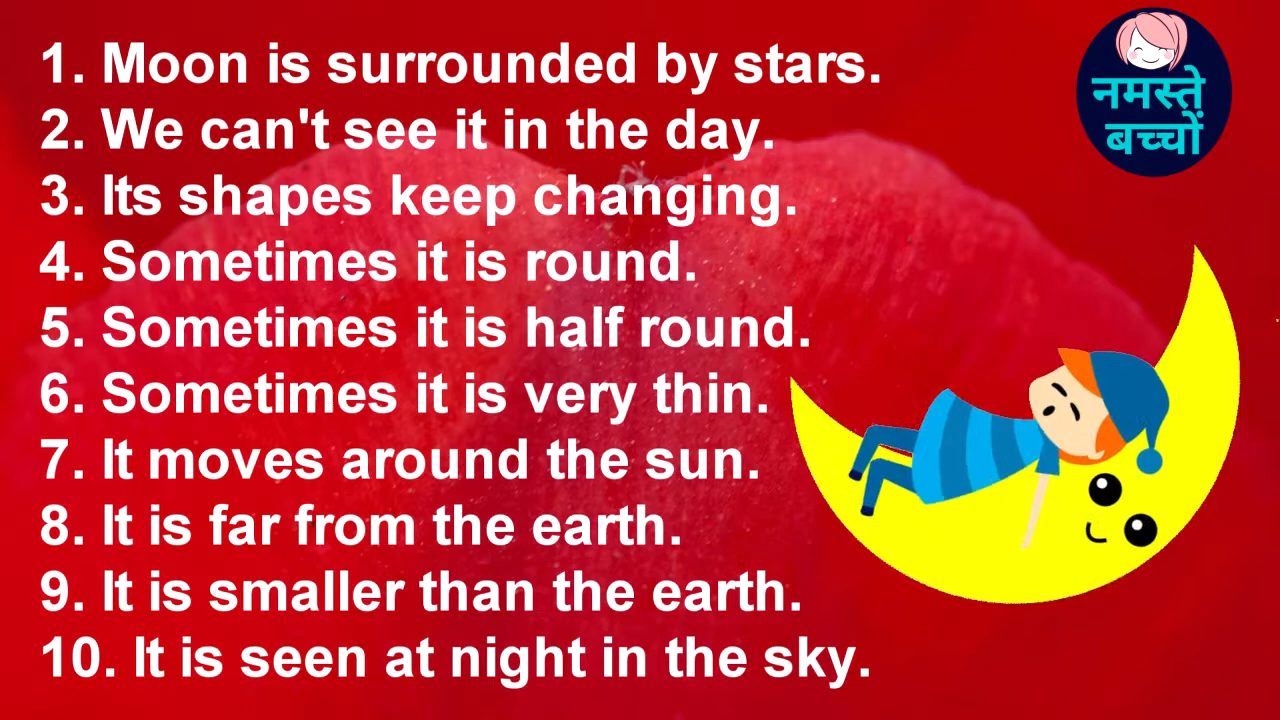 1. Moon is surrounded by stars.
2. We can't see it in the day.
3. Its shapes keep changing.
4. Sometimes it is round.
5. Sometimes it is half round.
6. Sometimes it is very thin.
7. It moves around the sun.
8. It is far from the earth.
9. It is smaller than the earth.
10. It is seen at night in the sky.
नमस्ते
बच्चों